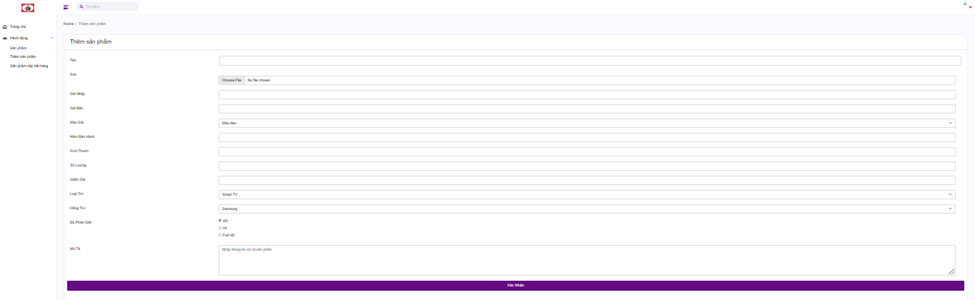 Tìm kiếm
Trang chủ
Hành động
Sản phẩm
Thêm sản phẩm
Sản phẩm sắp hết hàng
Home / Thêm sản phẩm
Thêm sản phẩm
Tên
Ảnh
Choose File No file chosen
Giá Nhập
Giá Bán
Màu Sắc
Màu đen
Năm Bán Hành
Kích Thước
Số Lượng
Giảm Giá
Loại Tivi
Smart TV
Hãng Tivi
Samsung
Độ Phân Giải
HD
4K
Full HD
Mô Tả
Nhập thông tin mô tả sản phẩm
Xác Nhận